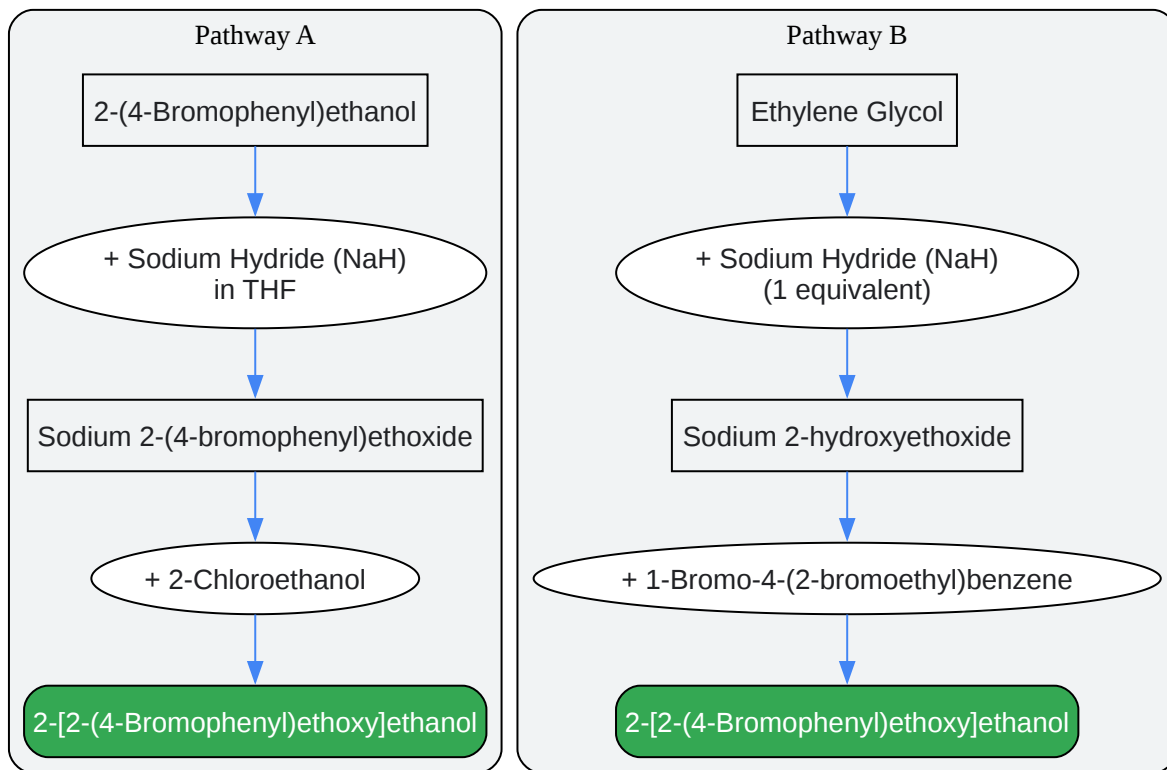 Pathway A
2-(4-Bromophenyl)ethanol
+ Sodium Hydride (NaH)
in THF
Sodium 2-(4-bromophenyl)ethoxide
+ 2-Chloroethanol
2-[2-(4-Bromophenyl)ethoxy]ethanol
Pathway B
Ethylene Glycol
+ Sodium Hydride (NaH)
(1 equivalent)
Sodium 2-hydroxyethoxide
+ 1-Bromo-4-(2-bromoethyl)benzene
2-[2-(4-Bromophenyl)ethoxy]ethanol